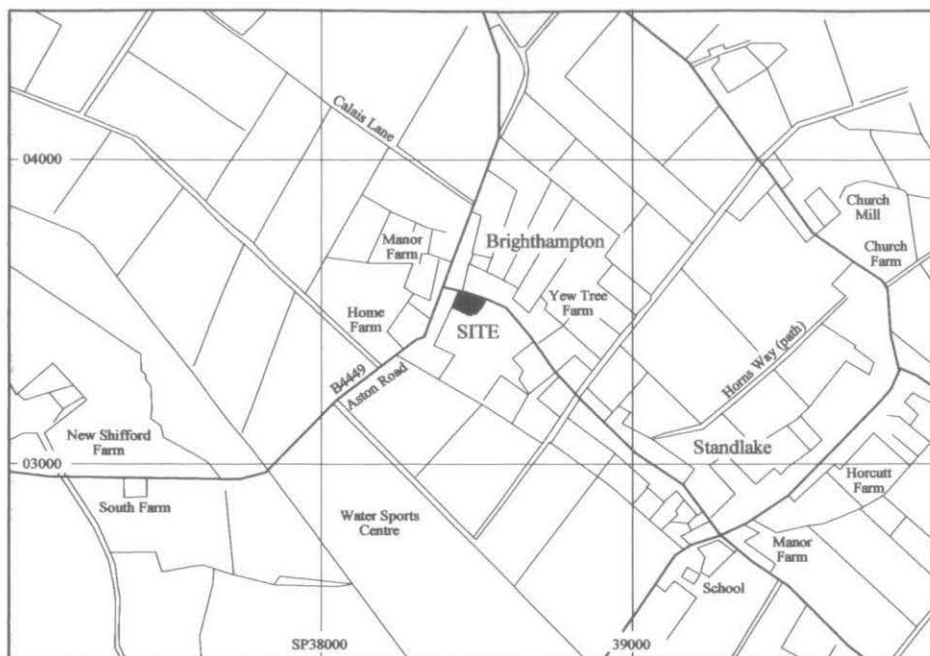 Calais Lane
04000
Church
Mill
Manor
Farm
Brighthampton
Church
Farm
Home
Farm
Yew Tree
Farm
SITE
B4449
Aston Road
Horns Way (path)
New Shifford
Farm
03000
Standlake
Horcutt
Farm
South Farm
Water Sports
Centre
Manor
Farm
School
SP38000
39000